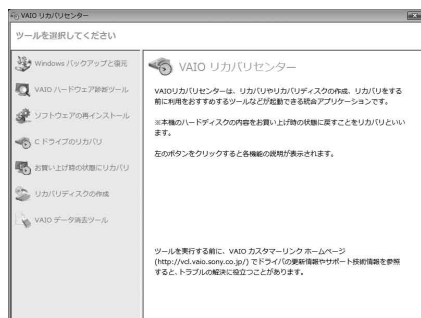 VAIO リカバリセンター
ツールを選択してください
Windows バックアップと復元
VAIO ハードウェア診断ツール
ソフトウェアの再インストール
C ドライブのリカバリ
お買い上げ時の状態にリカバリ
リカバリディスクの作成
VAIO データ消去ツール
VAIO リカバリセンター
VAIOリカバリセンターは、リカバリやリカバリディスクの作成、リカバリをする
前に利用をおすすめするツールなどが起動できる統合アプリケーションです。
※本機のハードディスクの内容をお買い上げ時の状態に戻すことをリカバリといい
ます。
左のボタンをクリックすると各機能の説明が表示されます。
ツールを実行する前に、VAIO カスタマーリンク ホームページ
(http://vcl.vaio.sony.co.jp/) でドライバの更新情報やサポート技術情報を参照
すると、トラブルの解決に役立つことがあります。